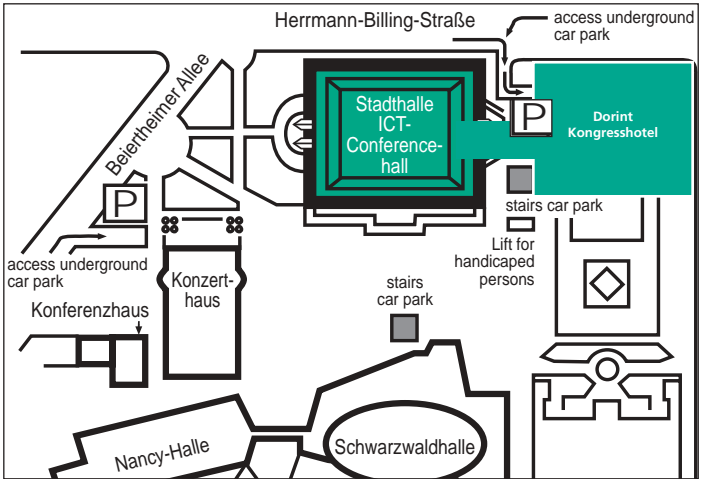 Herrmann-Billing-Straße
access underground
car park
Beiertheimer Allee
Stadthalle
ICT-
Conference-
hall
P
Dorint
Kongresshotel
P
stairs car park
access underground
car park
Lift for
handicaped
persons
Konzert-
haus
stairs
car park
Konferenzhaus
Nancy-Halle
Schwarzwaldhalle